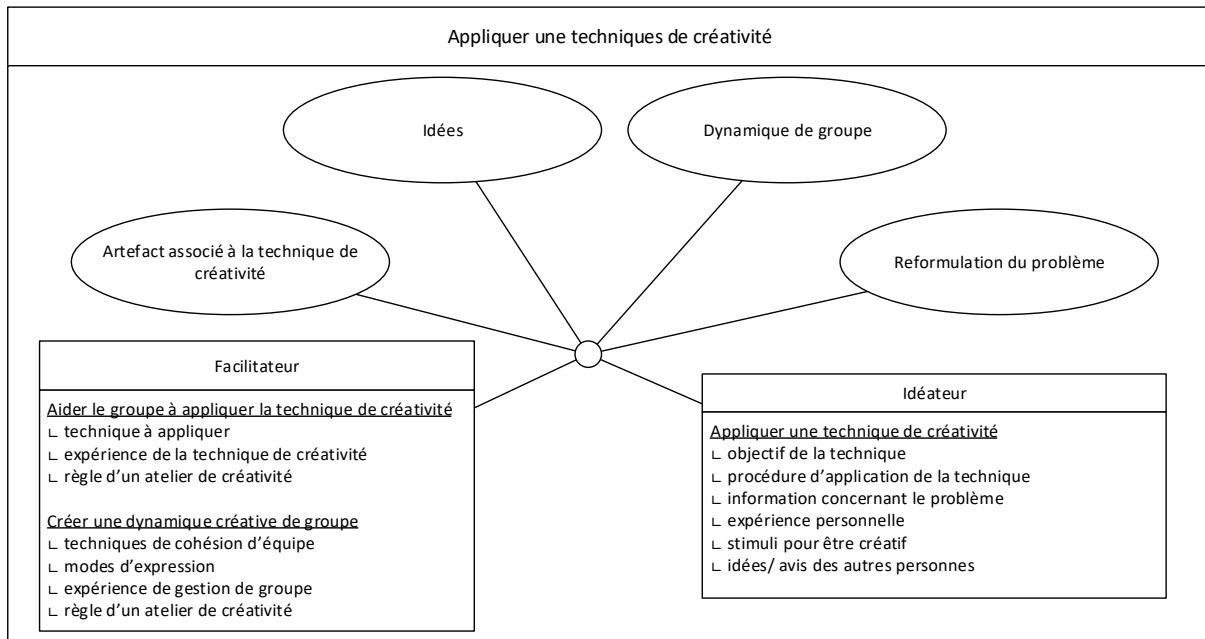 Appliquer une techniques de créativité
Idées
Dynamique de groupe
Artefact associé à la technique de
créativité
Reformulation du problème
Facilitateur
Aider le groupe à appliquer la technique de créativité
∟ technique à appliquer
∟ expérience de la technique de créativité
∟ règle d’un atelier de créativité
Créer une dynamique créative de groupe
∟ techniques de cohésion d’équipe
∟ modes d’expression
∟ expérience de gestion de groupe
∟ règle d’un atelier de créativité
Idéateur
Appliquer une technique de créativité
∟ objectif de la technique
∟ procédure d’application de la technique
∟ information concernant le problème
∟ expérience personnelle
∟ stimuli pour être créatif
∟ idées/ avis des autres personnes